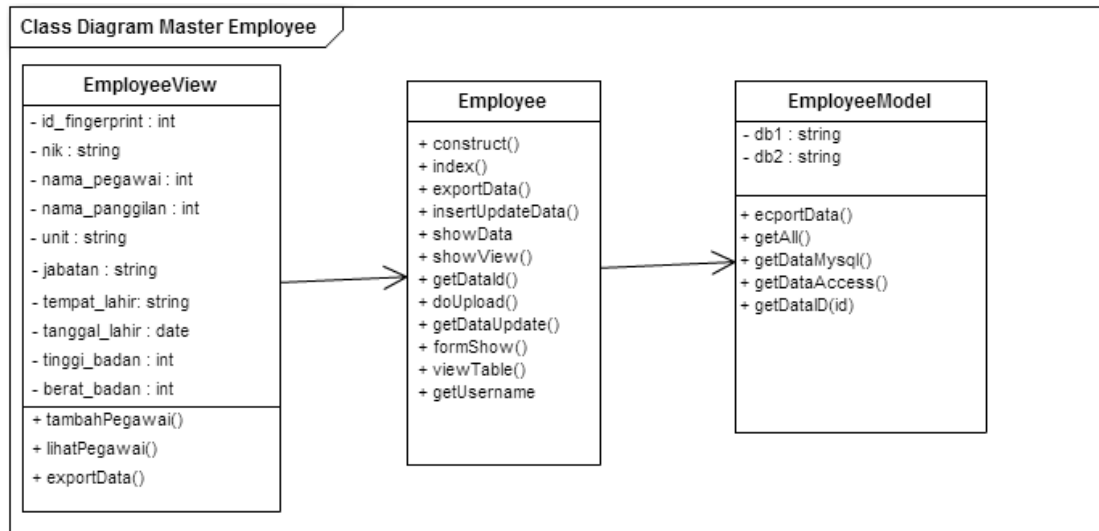 Class Diagram Master Employee
EmployeeView
- id_fingerprint : int
- nik : string
- nama_pegawai : int
- nama_panggilan : int
- unit : string
- jabatan : string
- tempat_lahir: string
- tanggal_lahir : date
- tinggi_badan : int
- berat_badan : int
+ tambahPegawai()
+ lihatPegawai()
+ exportData()
Employee
+ construct()
+ index()
+ exportData()
+ insertUpdateData()
+ showData
+ showView()
+ getDataId()
+ doUpload()
+ getDataUpdate()
+ formShow()
+ viewTable()
+ getUsername
EmployeeModel
- db1 : string
- db2 : string
+ ecportData()
+ getAll()
+ getDataMysql()
+ getDataAccess()
+ getDataID(id)